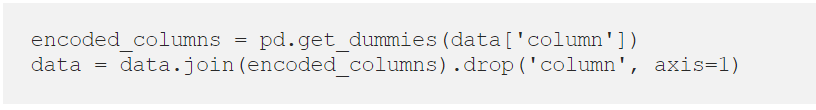 encoded_columns = pd.get_dummies(data['column'])
data = data.join(encoded_columns).drop('column', axis=1)